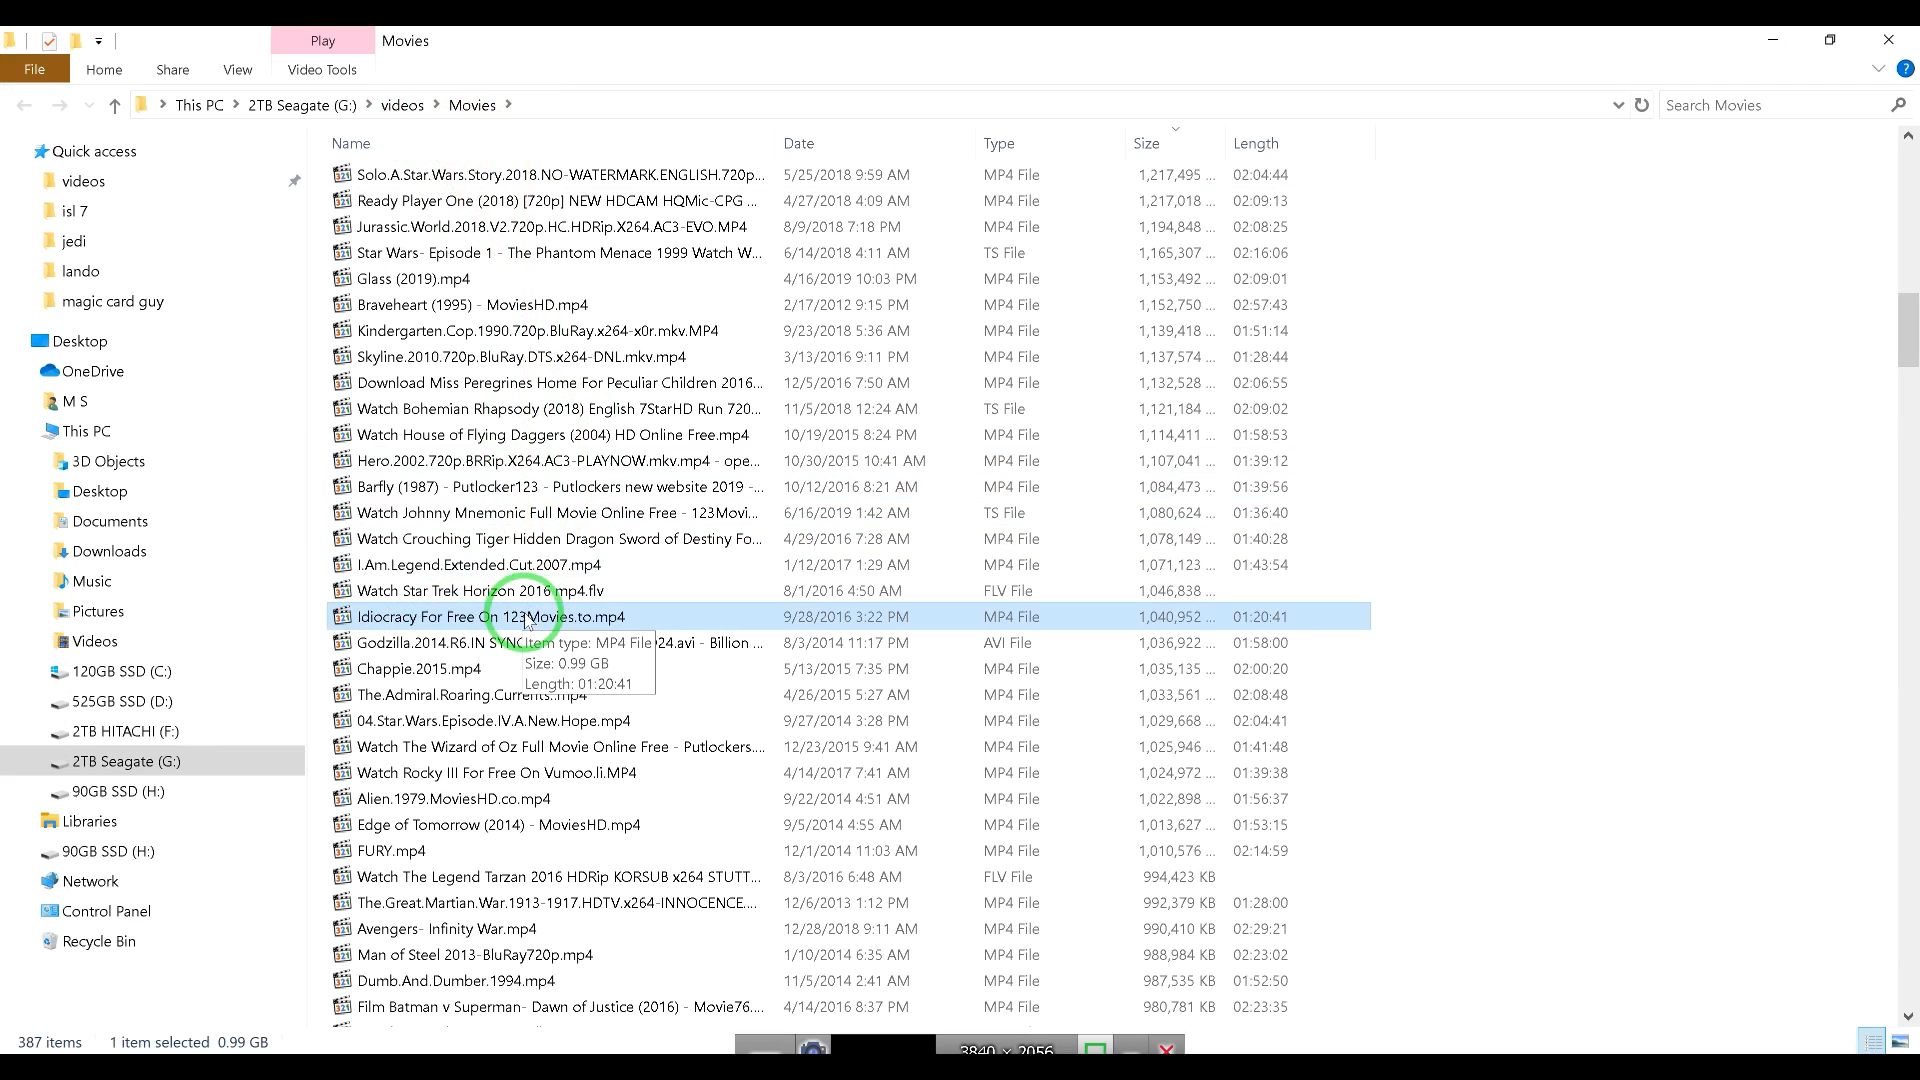 Play Movies
File Home Share View Video Tools
This PC 2TB Seagate (G:) videos Movies Search Movies
Name Date Type Size Length
Quick access
videos
isl 7
jedi
lando
magic card guy
Desktop
OneDrive
M S
This PC
3D Objects
Desktop
Documents
Downloads
Music
Pictures
Videos
120GB SSD (C:)
525GB SSD (D:)
2TB HITACHI (F:)
2TB Seagate (G:)
90GB SSD (H:)
Libraries
90GB SSD (H:)
Network
Control Panel
Recycle Bin
Solo.A.Star.Wars.Story.2018.NO-WATERMARK.ENGLISH.720p... 5/25/2018 9:59 AM MP4 File 1,217,495 ... 02:04:44
Ready Player One (2018) [720p] NEW HDCAM HQMic-CPG ... 4/27/2018 4:09 AM MP4 File 1,217,018 ... 02:09:13
Jurassic.World.2018.V2.720p.HC.HDRip.X264.AC3-EVO.MP4 8/9/2018 7:18 PM MP4 File 1,194,848 ... 02:08:25
Star Wars- Episode 1 - The Phantom Menace 1999 Watch W... 6/14/2018 4:11 AM TS File 1,165,307 ... 02:16:06
Glass (2019).mp4 4/16/2019 10:03 PM MP4 File 1,153,492 ... 02:09:01
Braveheart (1995) - MoviesHD.mp4 2/17/2012 9:15 PM MP4 File 1,152,750 ... 02:57:43
Kindergarten.Cop.1990.720p.BluRay.x264-x0r.mkv.MP4 9/23/2018 5:36 AM MP4 File 1,139,418 ... 01:51:14
Skyline.2010.720p.BluRay.DTS.x264-DNL.mkv.mp4 3/13/2016 9:11 PM MP4 File 1,137,574 ... 01:28:44
Download Miss Peregrines Home For Peculiar Children 2016... 12/5/2016 7:50 AM MP4 File 1,132,528 ... 02:06:55
Watch Bohemian Rhapsody (2018) English 7StarHD Run 720... 11/5/2018 12:24 AM TS File 1,121,184 ... 02:09:02
Watch House of Flying Daggers (2004) HD Online Free.mp4 10/19/2015 8:24 PM MP4 File 1,114,411 ... 01:58:53
Hero.2002.720p.BRRip.X264.AC3-PLAYNOW.mkv.mp4 - ope... 10/30/2015 10:41 AM MP4 File 1,107,041 ... 01:39:12
Barfly (1987) - Putlocker123 - Putlockers new website 2019 -... 10/12/2016 8:21 AM MP4 File 1,084,473 ... 01:39:56
Watch Johnny Mnemonic Full Movie Online Free - 123Movi... 6/16/2019 1:42 AM TS File 1,080,624 ... 01:36:40
Watch Crouching Tiger Hidden Dragon Sword of Destiny Fo... 4/29/2016 7:28 AM MP4 File 1,078,149 ... 01:40:28
I.Am.Legend.Extended.Cut.2007.mp4 1/12/2017 1:29 AM MP4 File 1,071,123 ... 01:43:54
Watch Star Trek Horizon 2016 mp4.flv 8/1/2016 4:50 AM FLV File 1,046,838 ...
Idiocracy For Free On 123Movies.to.mp4 9/28/2016 3:22 PM MP4 File 1,040,952 ... 01:20:41
Godzilla.2014.R6.IN SYNC 24.avi - Billion ... 8/3/2014 11:17 PM AVI File 1,036,922 ... 01:58:00
Item type: MP4 File
Size: 0.99 GB
Length: 01:20:41
Chappie.2015.mp4 5/13/2015 7:35 PM MP4 File 1,035,135 ... 02:00:20
The.Admiral.Roaring.Currents..mp4 4/26/2015 5:27 AM MP4 File 1,033,561 ... 02:08:48
04.Star.Wars.Episode.IV.A.New.Hope.mp4 9/27/2014 3:28 PM MP4 File 1,029,668 ... 02:04:41
Watch The Wizard of Oz Full Movie Online Free - Putlockers.... 12/23/2015 9:41 AM MP4 File 1,025,946 ... 01:41:48
Watch Rocky III For Free On Vumoo.li.MP4 4/14/2017 7:41 AM MP4 File 1,024,972 ... 01:39:38
Alien.1979.MoviesHD.co.mp4 9/22/2014 4:51 AM MP4 File 1,022,898 ... 01:56:37
Edge of Tomorrow (2014) - MoviesHD.mp4 9/5/2014 4:55 AM MP4 File 1,013,627 ... 01:53:15
FURY.mp4 12/1/2014 11:03 AM MP4 File 1,010,576 ... 02:14:59
Watch The Legend Tarzan 2016 HDRip KORSUB x264 STUTT... 8/3/2016 6:48 AM FLV File 994,423 KB
The.Great.Martian.War.1913-1917.HDTV.x264-INNOCENCE.... 12/6/2013 1:12 PM MP4 File 992,379 KB 01:28:00
Avengers- Infinity War.mp4 12/28/2018 9:11 AM MP4 File 990,410 KB 02:29:21
Man of Steel 2013-BluRay720p.mp4 1/10/2014 6:35 AM MP4 File 988,984 KB 02:23:02
Dumb.And.Dumber.1994.mp4 11/5/2014 2:41 AM MP4 File 987,535 KB 01:52:50
Film Batman v Superman- Dawn of Justice (2016) - Movie76.... 4/14/2016 8:37 PM MP4 File 980,781 KB 02:23:35
387 items 1 item selected 0.99 GB
3840 × 2056